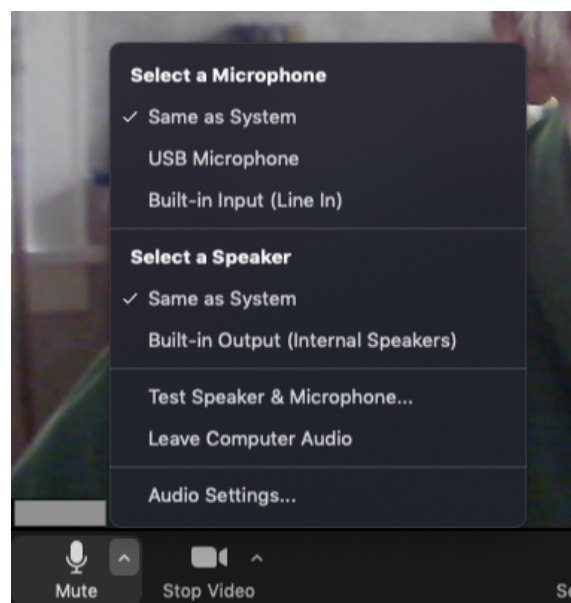 Select a Microphone
✓ Same as System
USB Microphone
Built-in Input (Line In)
Select a Speaker
✓ Same as System
Built-in Output (Internal Speakers)
Test Speaker & Microphone...
Leave Computer Audio
Audio Settings...
Mute Stop Video